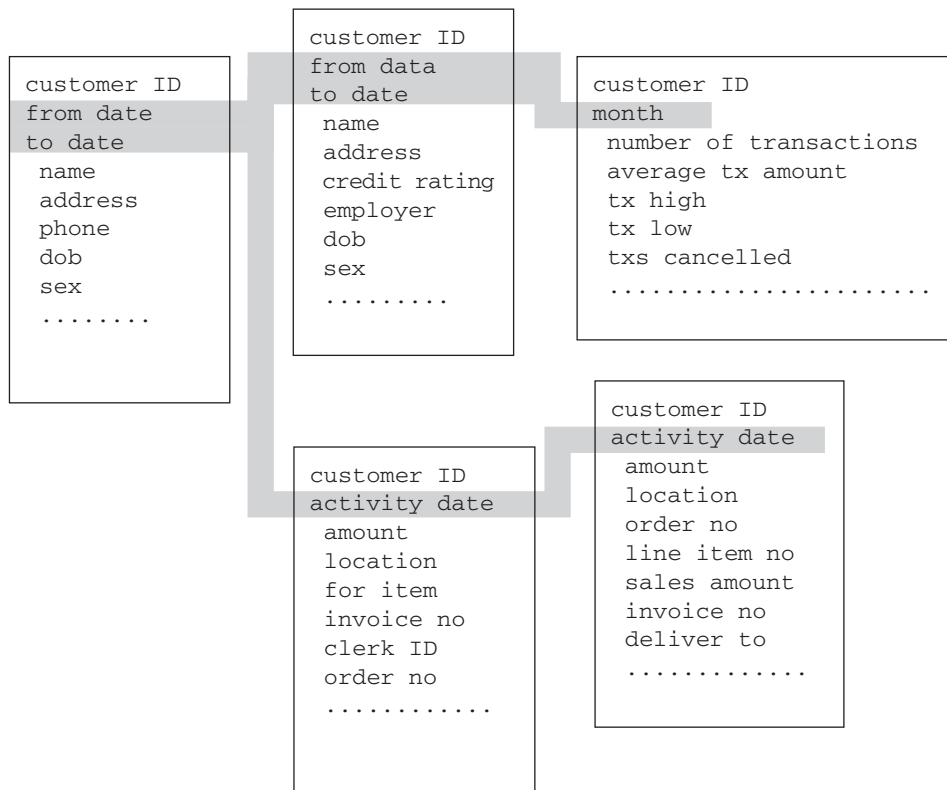 customer ID
from date
to date
name
address
phone
dob
sex
........
customer ID
from data
to date
name
address
credit rating
employer
dob
sex
.........
customer ID
month
number of transactions
average tx amount
tx high
tx low
txs cancelled
.......................
customer ID
activity date
amount
location
for item
invoice no
clerk ID
order no
............
customer ID
activity date
amount
location
order no
line item no
sales amount
invoice no
deliver to
.............